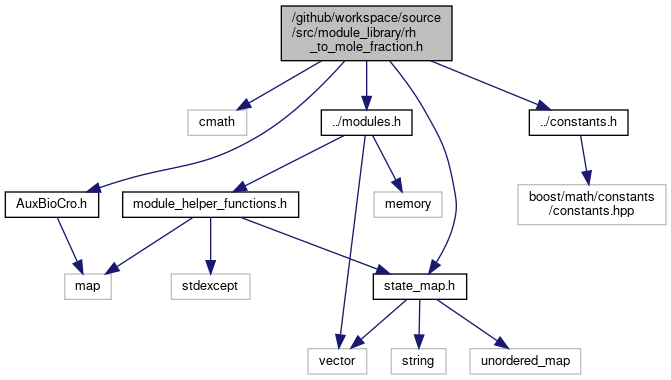 /github/workspace/source
/src/module_library/rh
_to_mole_fraction.h
cmath
../modules.h
../constants.h
AuxBioCro.h
module_helper_functions.h
memory
boost/math/constants
/constants.hpp
map
stdexcept
state_map.h
vector
string
unordered_map